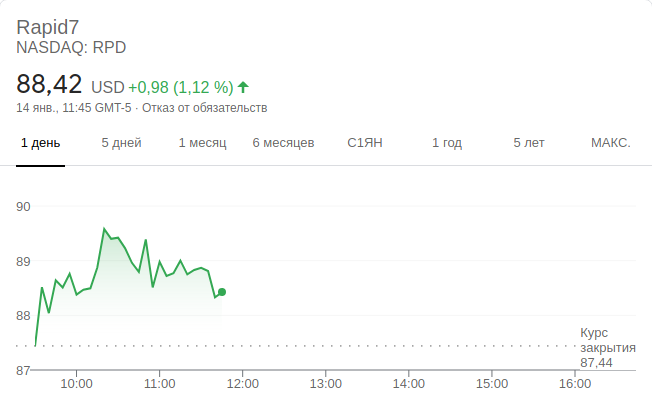 Rapid7
NASDAQ: RPD
88,42 USD +0,98 (1,12 %)
14 янв., 11:45 GMT-5 · Отказ от обязательств
1 день 5 дней 1 месяц 6 месяцев С1ЯН 1 год 5 лет МАКС.
90
89
88
Курс
закрытия
87,44
87
10:00 11:00 12:00 13:00 14:00 15:00 16:00